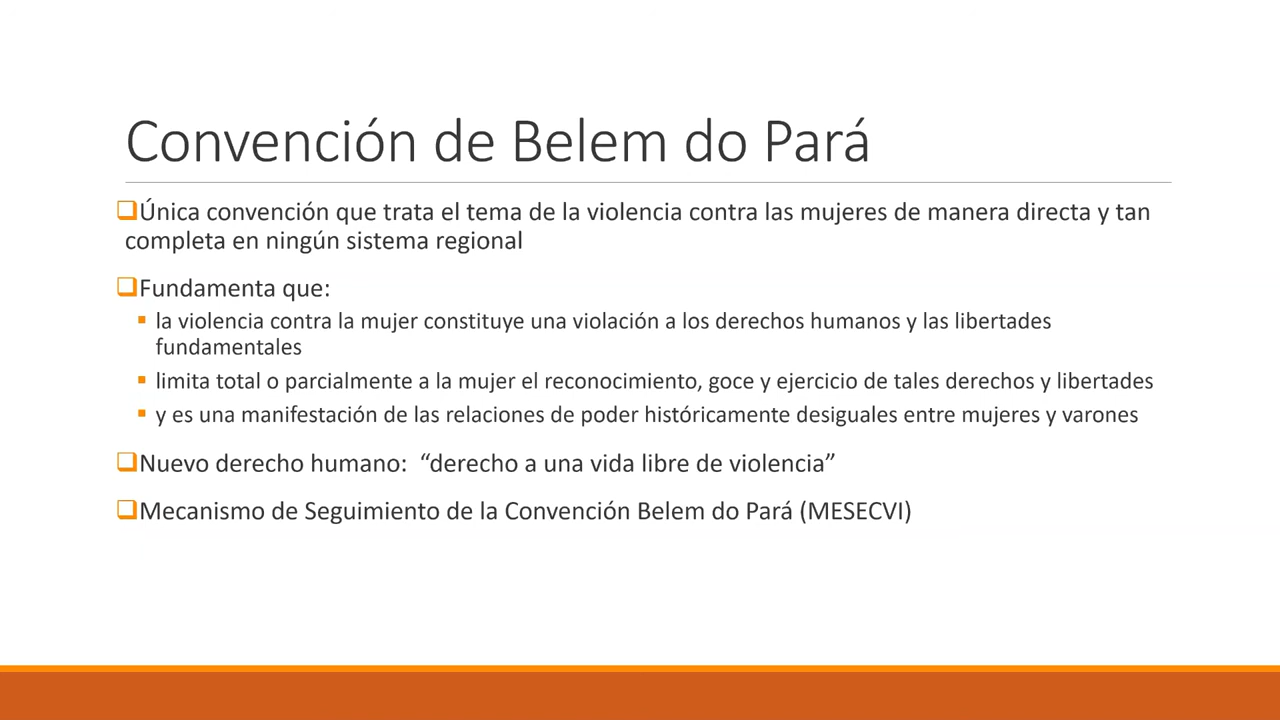 Convención de Belem do Pará
Única convención que trata el tema de la violencia contra las mujeres de manera directa y tan
completa en ningún sistema regional
Fundamenta que:
la violencia contra la mujer constituye una violación a los derechos humanos y las libertades
fundamentales
limita total o parcialmente a la mujer el reconocimiento, goce y ejercicio de tales derechos y libertades
y es una manifestación de las relaciones de poder históricamente desiguales entre mujeres y varones
Nuevo derecho humano: “derecho a una vida libre de violencia”
Mecanismo de Seguimiento de la Convención Belem do Pará (MESECVI)